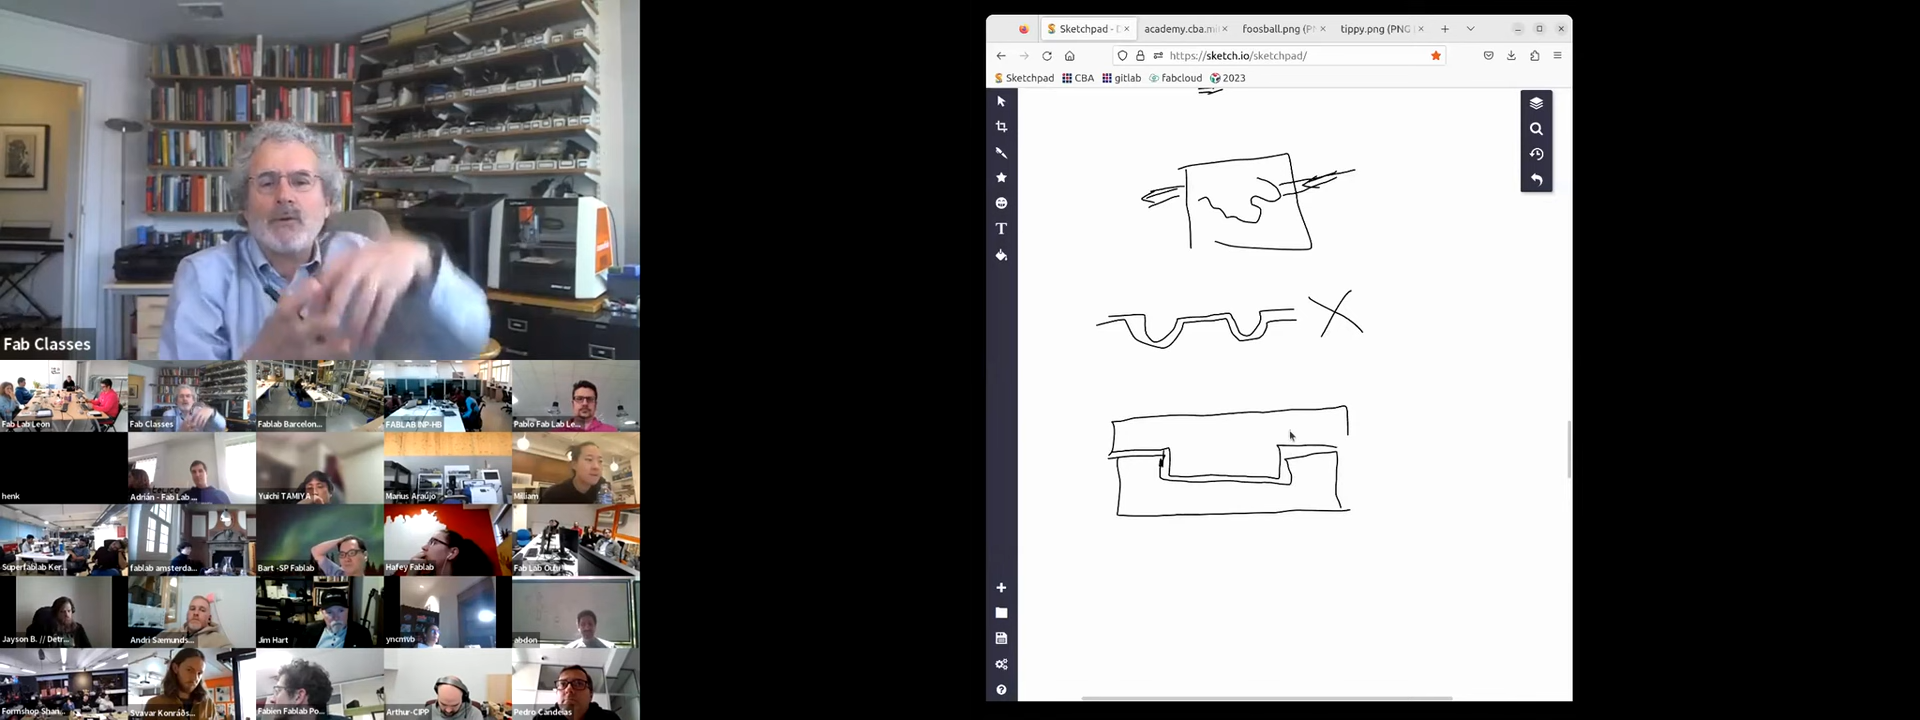 Fab Classes
Fab Lab Leon
Fab Classes
Fablab Barcelon...
FABLAB INP-HB
Pablo Fab Lab Le...
henk
Adrián - Fab Lab ...
Yuichi TAMIYA
Marius Araújo
Miliam
Superfablab Ker...
fablab amsterda...
Bart -SP Fablab
Hafey Fablab
Fab Lab Oulu
Jayson B. // Detr...
Andri Sæmunds...
Jim Hart
yncmvb
abdon
Formshop Shan...
Svavar Konráðs...
Fabien Fablab Po...
Arthur-CIPP
Pedro Candeias
Sketchpad - D
academy.cba.mi
foosball.png (P
tippy.png (PNG
https://sketch.io/sketchpad/
Sketchpad
CBA
gitlab
fabcloud
2023